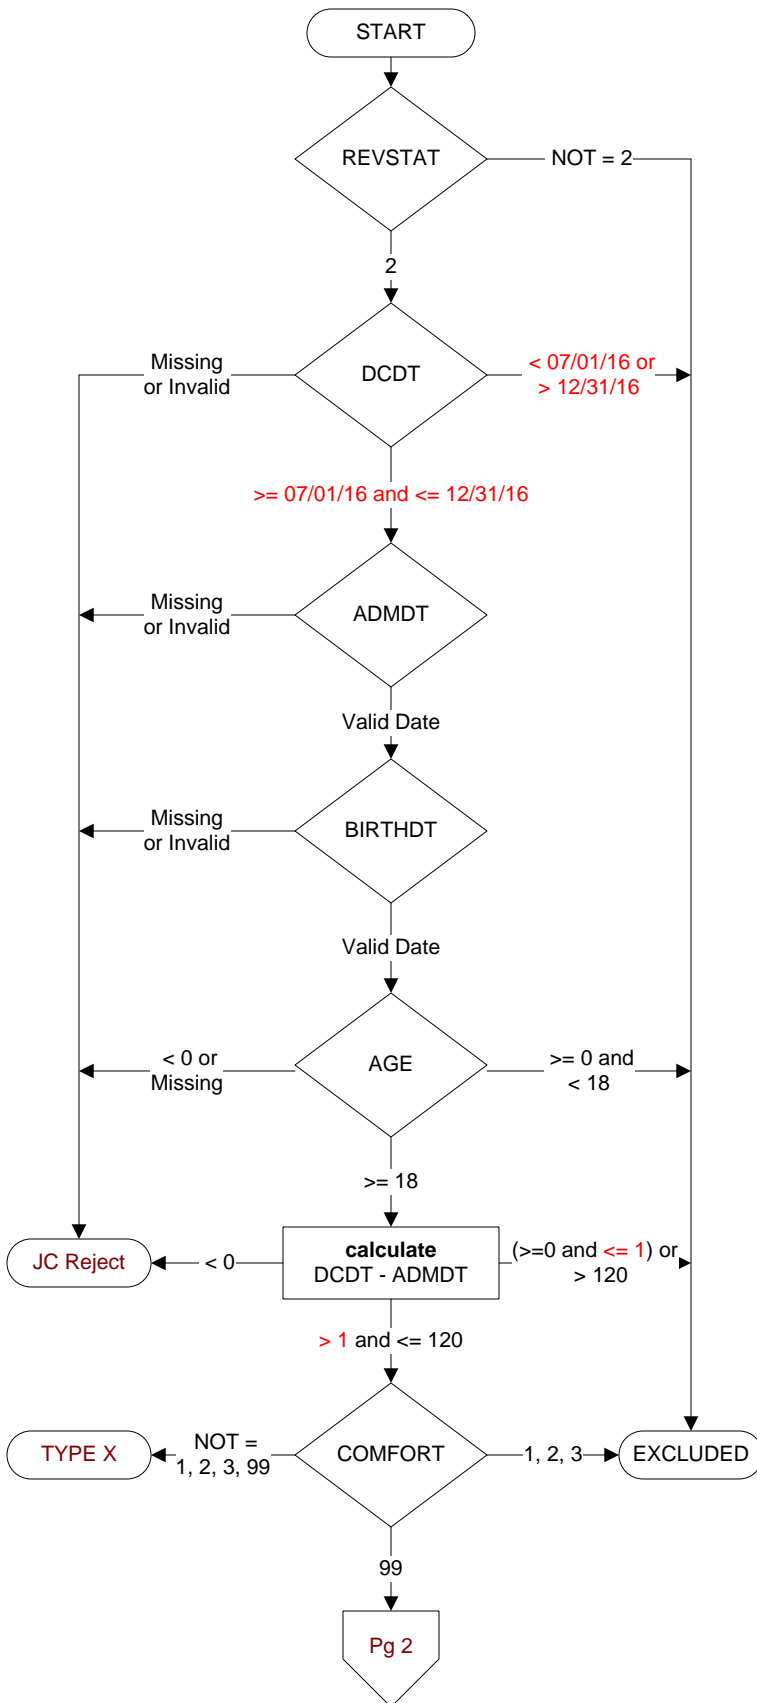 START
REVSTAT
NOT = 2
2
Missing
or Invalid
DCDT
< 07/01/16 or
> 12/31/16
>= 07/01/16 and <= 12/31/16
Missing
or Invalid
ADMDT
Valid Date
Missing
or Invalid
BIRTHDT
Valid Date
< 0 or
Missing
AGE
>= 0 and
< 18
>= 18
JC Reject
< 0
calculate
DCDT - ADMDT
(>=0 and <= 1) or
> 120
> 1 and <= 120
TYPE X
NOT =
1, 2, 3, 99
COMFORT
1, 2, 3
EXCLUDED
99
Pg 2